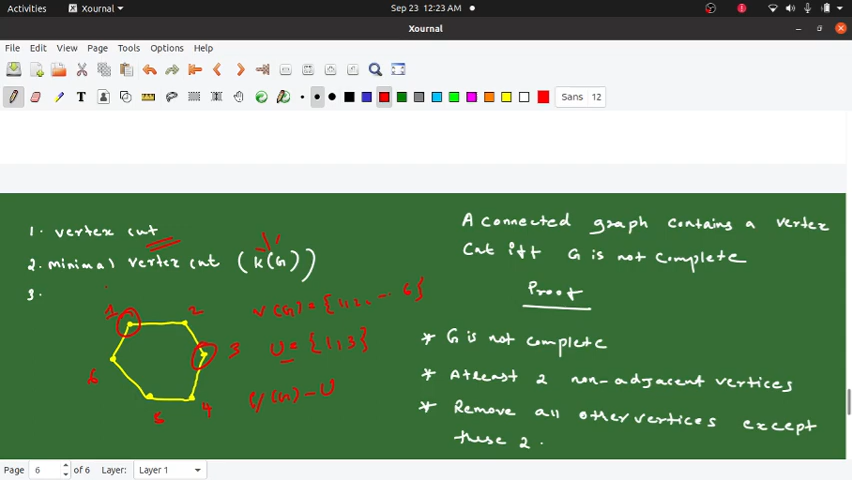 Activities Xournal Sep 23 12:23 AM
Xournal
File Edit View Page Tools Options Help
Sans 12
1. vertex cut
2. minimal vertex cut (K(G))
3.
1 2 3 4 5 6
V(G) = {1,2, ... 6}
U = {1,3}
V(G) - U
A connected graph contains a vertex
Cut iff G is not Complete
Proof
* G is not complete
* Atleast 2 non-adjacent vertices
* Remove all other vertices except
these 2.
Page 6 of 6 Layer: Layer 1